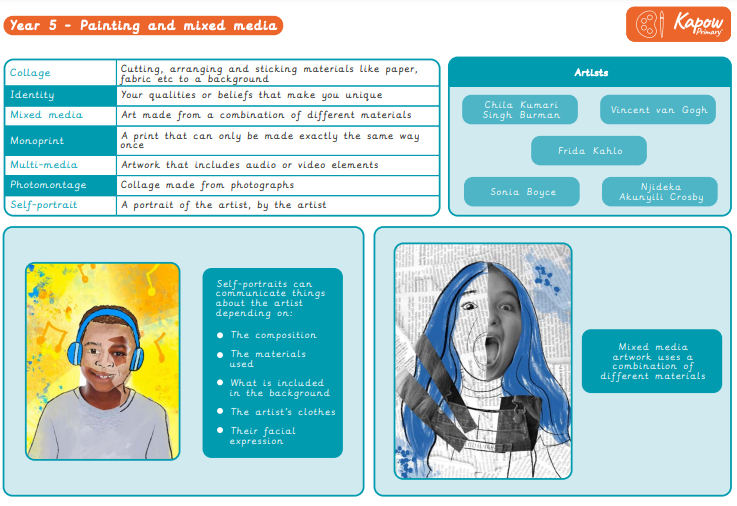 Year 5 - Painting and mixed media
Kapow
Primary
Collage
Cutting, arranging and sticking materials like paper,
fabric etc to a background
Identity
Your qualities or beliefs that make you unique
Mixed media
Art made from a combination of different materials
Monoprint
A print that can only be made exactly the same way
once
Multi-media
Artwork that includes audio or video elements
Photomontage
Collage made from photographs
Self-portrait
A portrait of the artist, by the artist
Artists
Chila Kumari
Singh Burman
Vincent van Gogh
Frida Kahlo
Sonia Boyce
Njideka
Akunyili Crosby
Self-portraits can
communicate things
about the artist
depending on:
The composition
The materials
used
What is included
in the background
The artist's clothes
Their facial
expression
Mixed media
artwork uses a
combination of
different materials